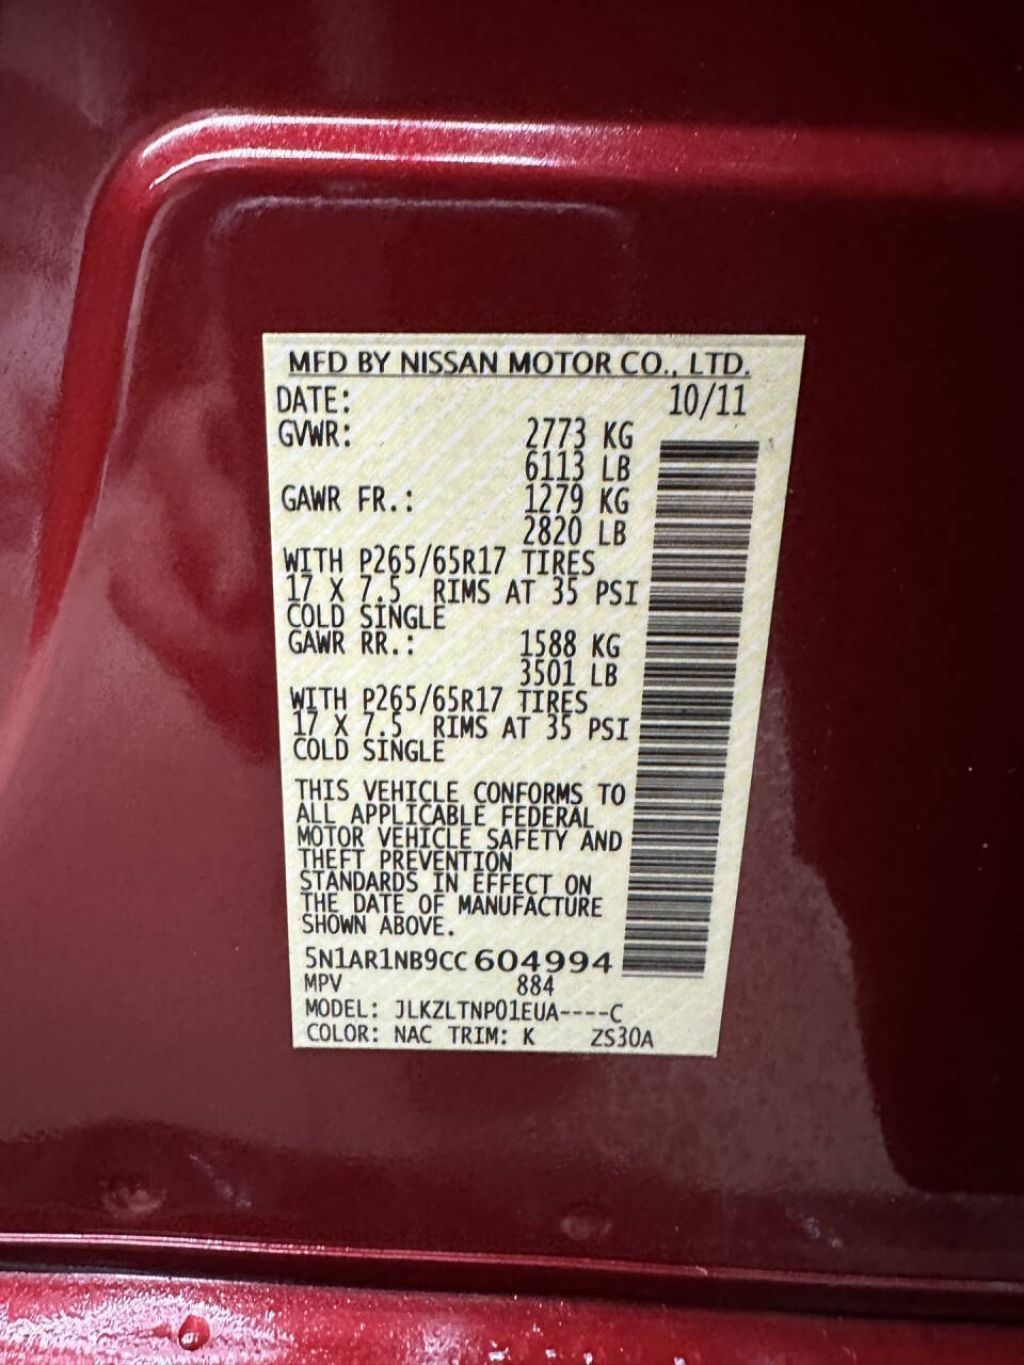 MFD BY NISSAN MOTOR CO., LTD.
DATE: 10/11
GVWR: 2773 KG
6113 LB
GAWR FR.: 1279 KG
2820 LB
WITH P265/65R17 TIRES
17 X 7.5 RIMS AT 35 PSI
COLD SINGLE
GAWR RR.: 1588 KG
3501 LB
WITH P265/65R17 TIRES
17 X 7.5 RIMS AT 35 PSI
COLD SINGLE
THIS VEHICLE CONFORMS TO
ALL APPLICABLE FEDERAL
MOTOR VEHICLE SAFETY AND
THEFT PREVENTION
STANDARDS IN EFFECT ON
THE DATE OF MANUFACTURE
SHOWN ABOVE.
5N1AR1NB9CC 604994
MPV 884
MODEL: JLKZLTNP01EUA----C
COLOR: NAC TRIM: K ZS30A